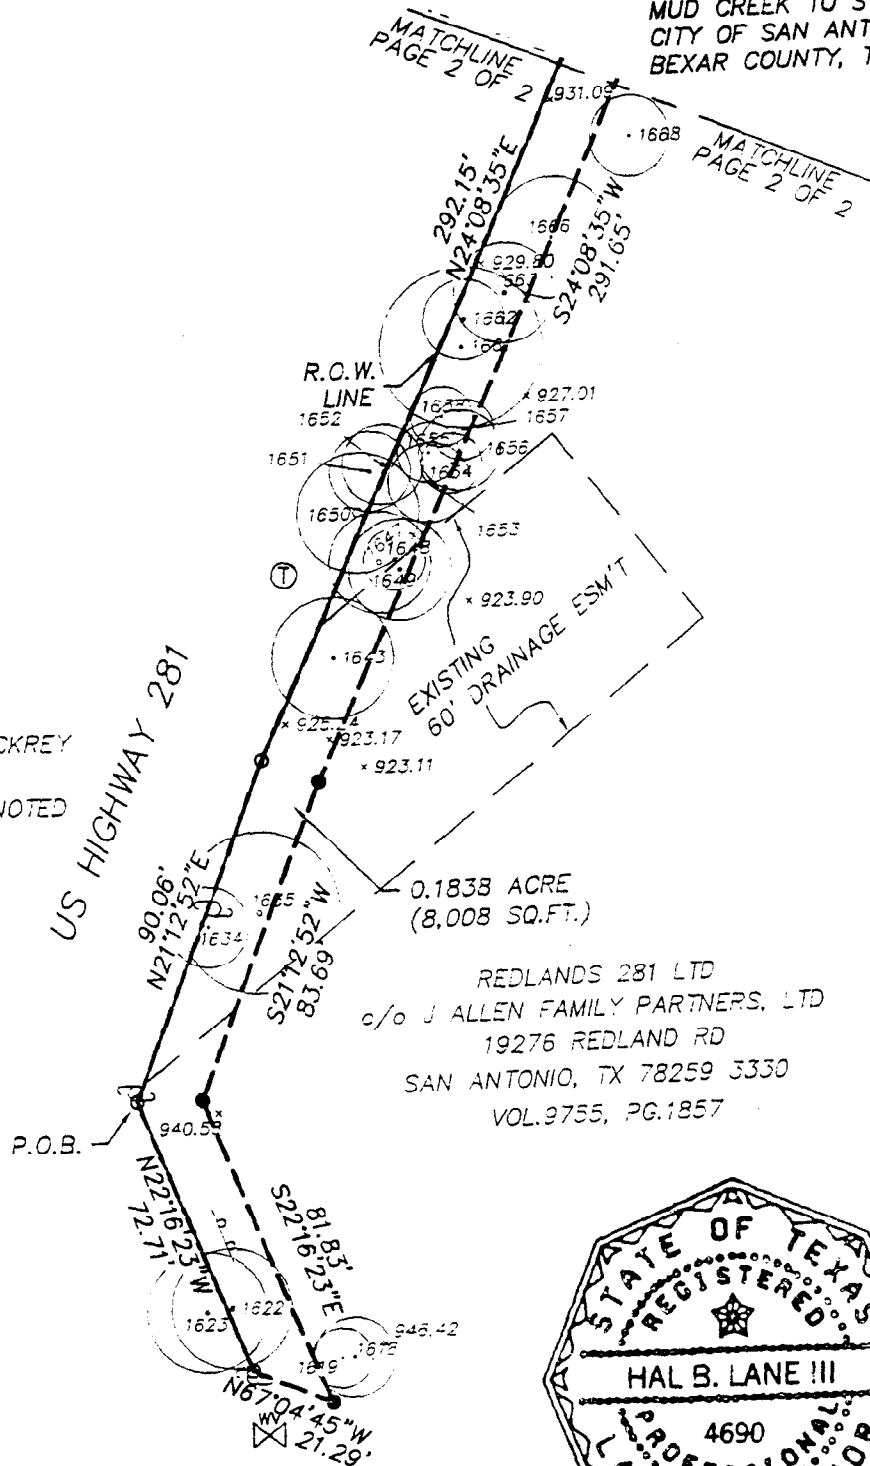 MUD CREEK TO S
CITY OF SAN ANT
BEXAR COUNTY, T
MATCHLINE
PAGE 2 OF 2
931.09
1668
MATCHLINE
PAGE 2 OF 2
292.15'
N24°08'35"E
1666
929.80
S24°08'35"W
291.65'
1662
R.O.W.
LINE
927.01
1652
1657
1651
1656
1654
1650
1653
1648
1649
T
923.90
EXISTING
60' DRAINAGE ESM'T
1643
US HIGHWAY 281
923.17
923.11
CKREY
NOTED
90.06'
N21°12'52"E
1635
1634
S21°12'52"W
83.69'
0.1838 ACRE
(8,008 SQ.FT.)
REDLANDS 281 LTD
c/o J ALLEN FAMILY PARTNERS, LTD
19276 REDLAND RD
SAN ANTONIO, TX 78259 3330
VOL.9755, PG.1857
P.O.B.
N22°16'23"W
72.71'
81.83'
S22°16'23"E
1622
1623
946.42
1619
N67°04'45"W
21.29'
WV
STATE OF TEXAS
REGISTERED
HAL B. LANE III
4690
PROFESSIONAL